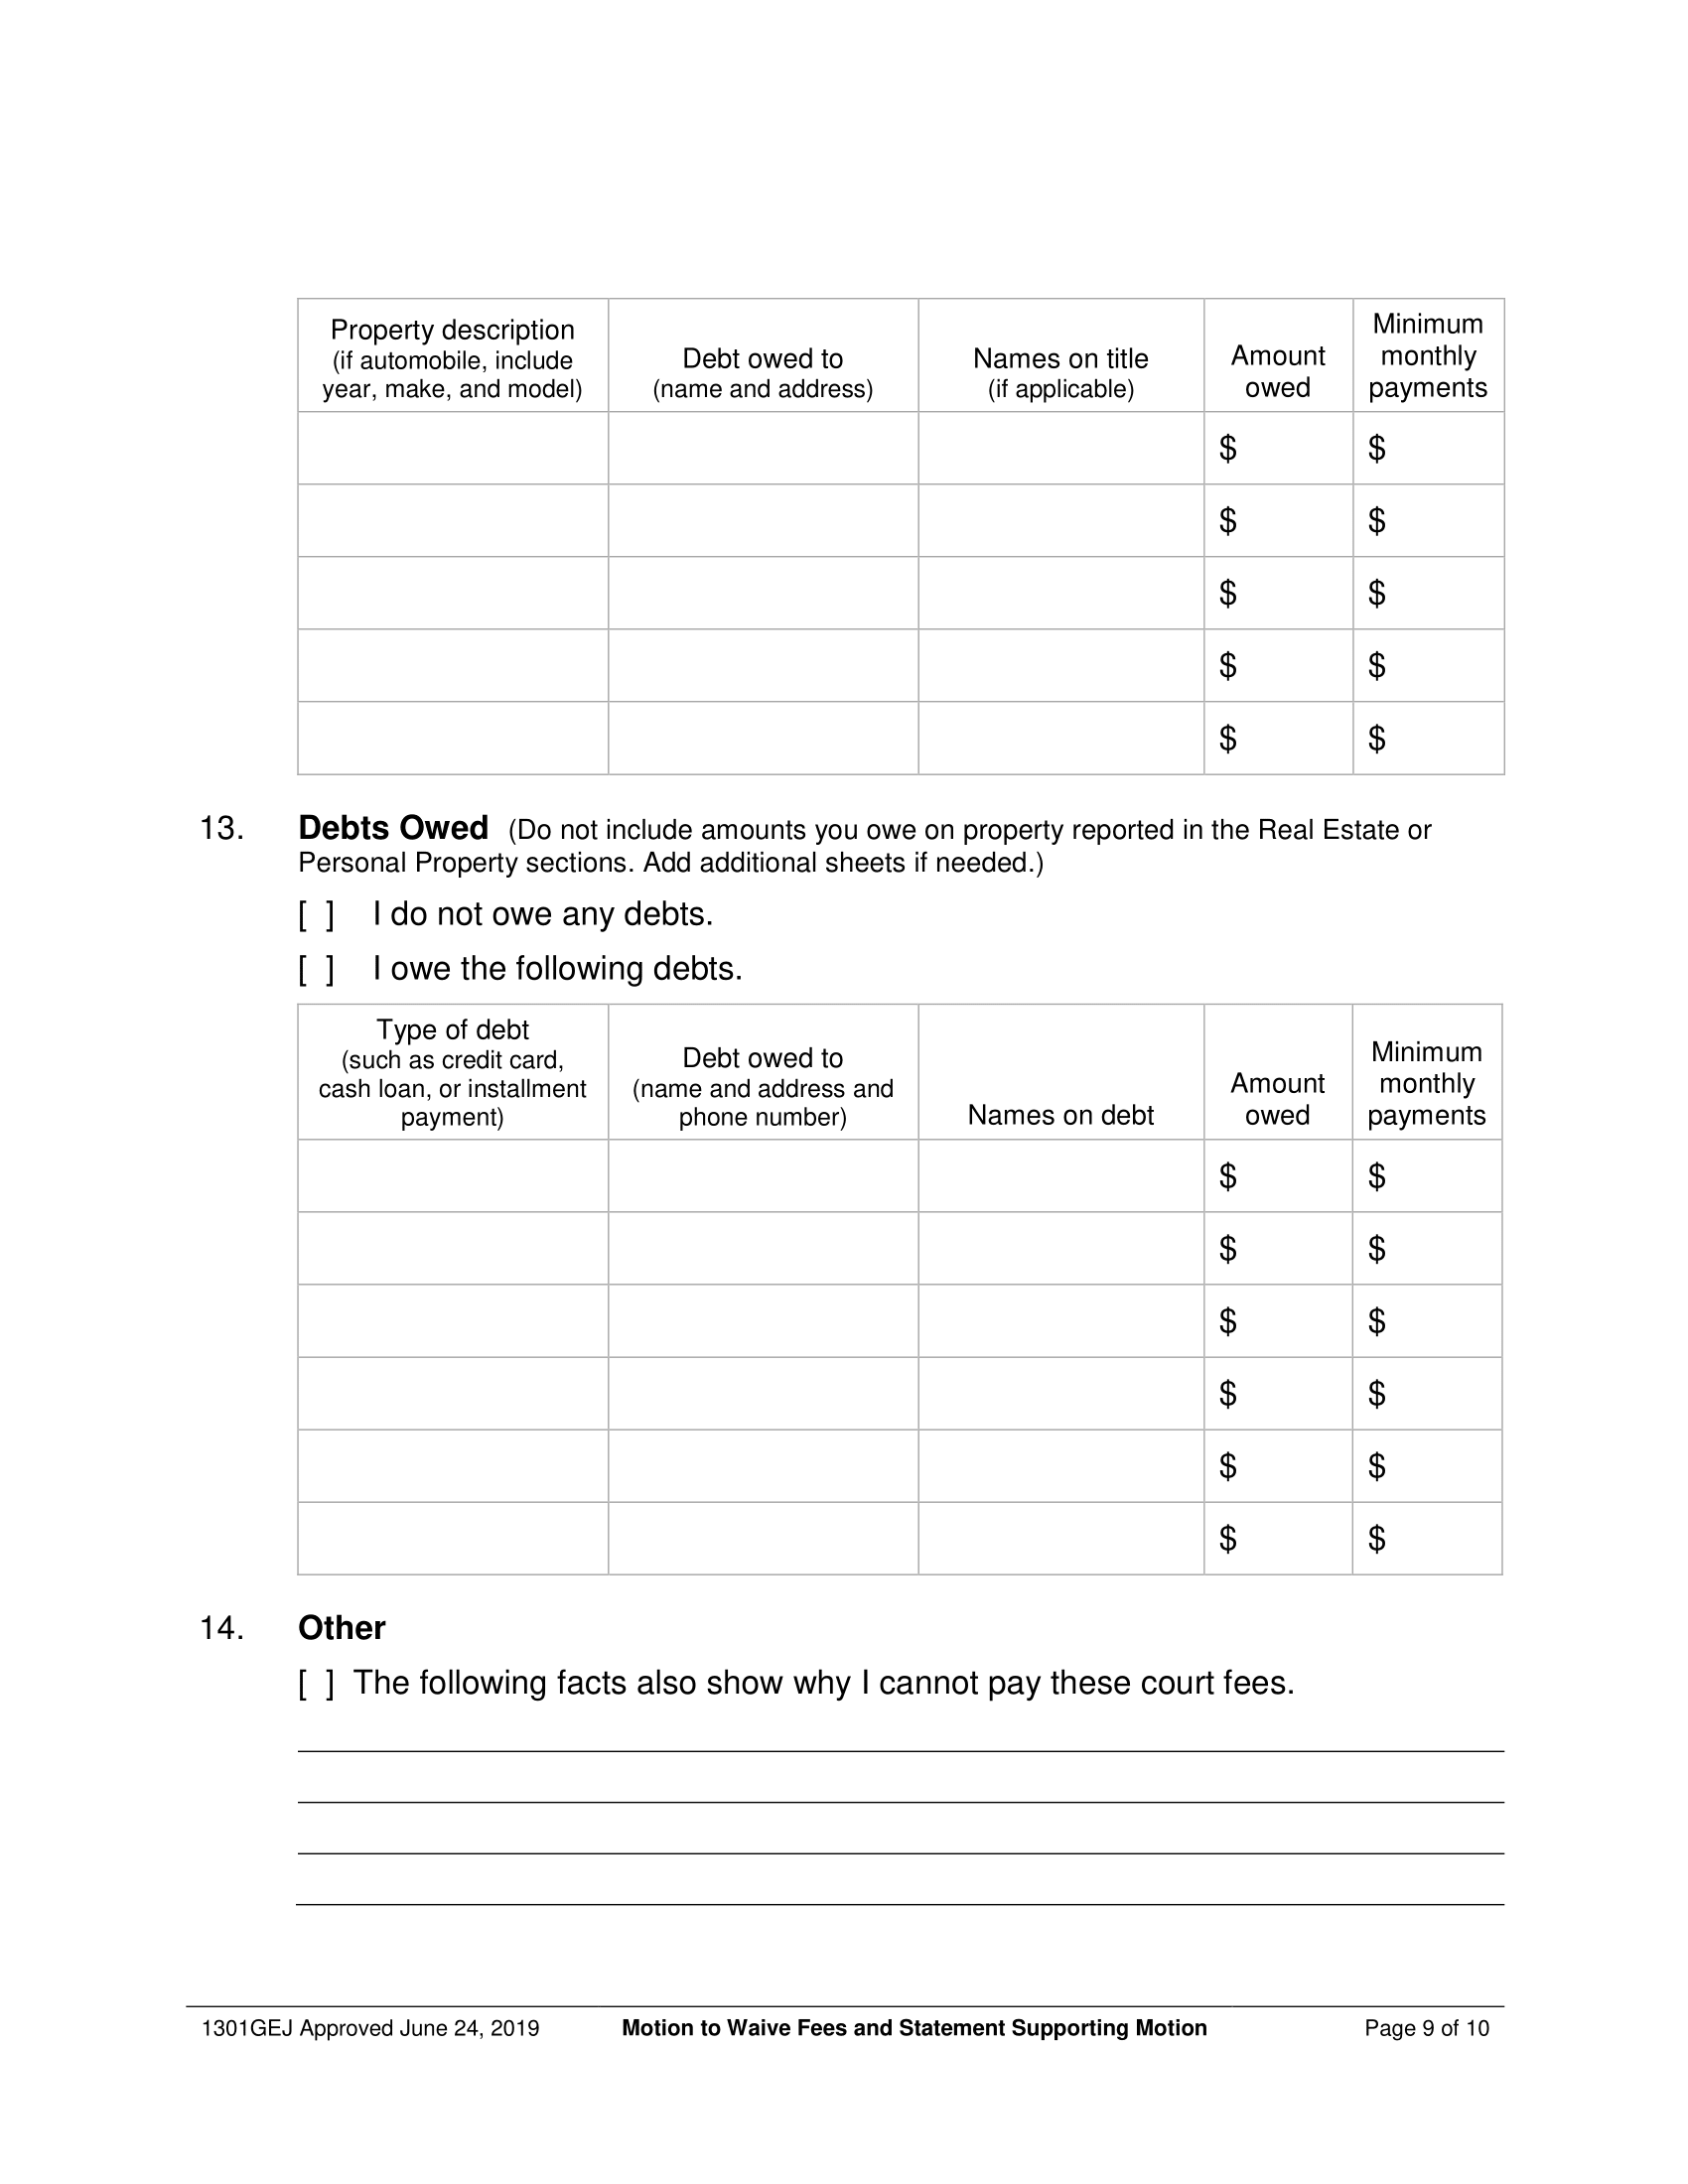 Property description
(if automobile, include
year, make, and model)
Debt owed to
(name and address)
Names on title
(if applicable)
Amount
owed
Minimum
monthly
payments
$ $
$ $
$ $
$ $
$ $
13. Debts Owed (Do not include amounts you owe on property reported in the Real Estate or
Personal Property sections. Add additional sheets if needed.)
[ ] I do not owe any debts.
[ ] I owe the following debts.
Type of debt
(such as credit card,
cash loan, or installment
payment)
Debt owed to
(name and address and
phone number)
Names on debt
Amount
owed
Minimum
monthly
payments
$ $
$ $
$ $
$ $
$ $
$ $
14. Other
[ ] The following facts also show why I cannot pay these court fees.
1301GEJ Approved June 24, 2019 Motion to Waive Fees and Statement Supporting Motion Page 9 of 10